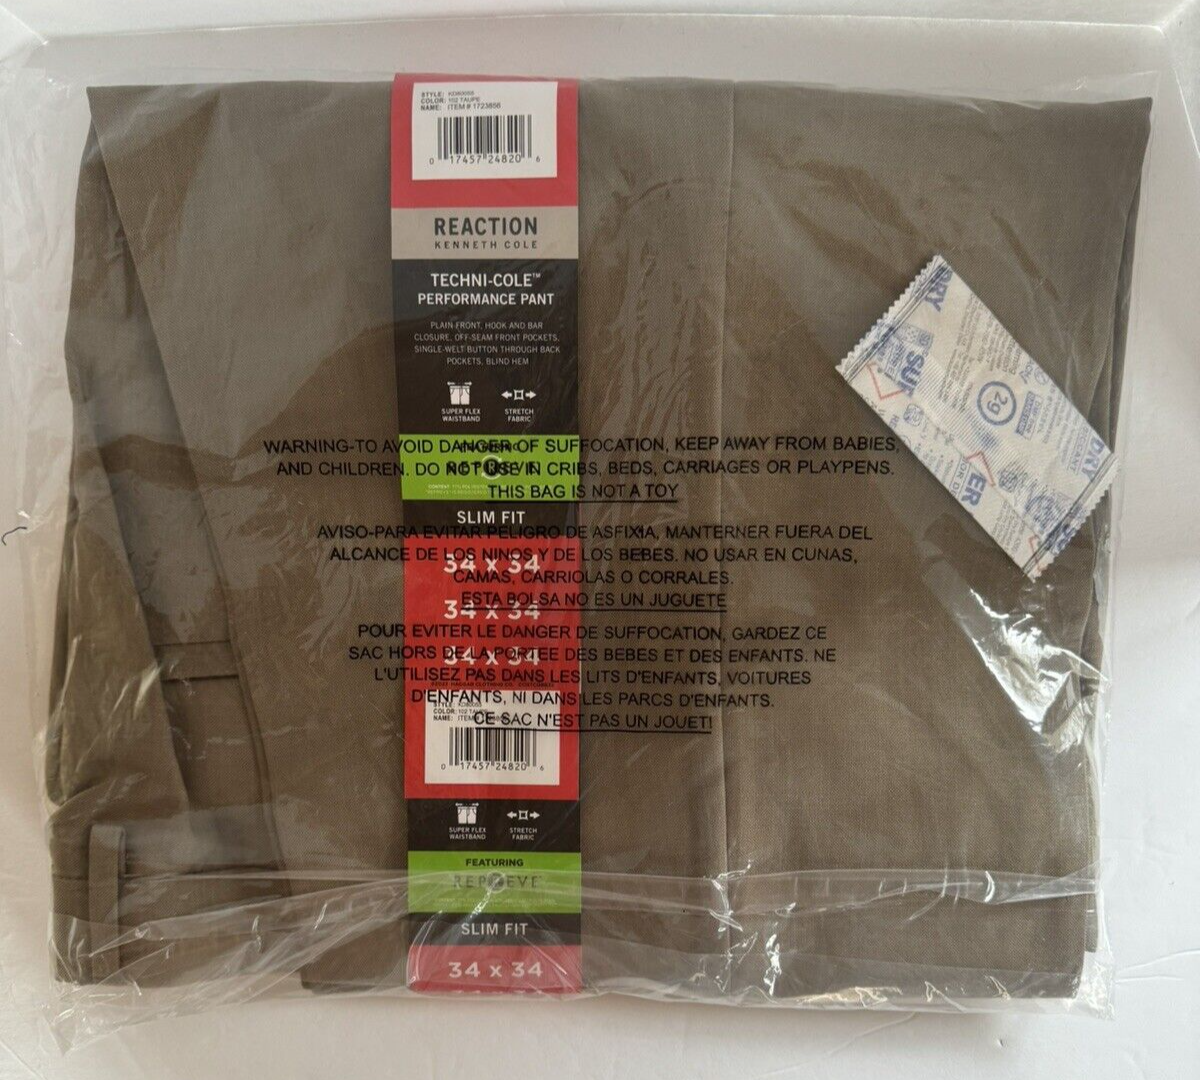 STYLE: KD80055
COLOR: 102 TAUPE
NAME: ITEM # 1723856
0 17457 24820 6
REACTION
KENNETH COLE
TECHNI-COLE™
PERFORMANCE PANT
PLAIN FRONT, HOOK AND BAR
CLOSURE, OFF-SEAM FRONT POCKETS,
SINGLE-WELT BUTTON THROUGH BACK
POCKETS, BLIND HEM
SUPER FLEX
WAISTBAND
STRETCH
FABRIC
WARNING-TO AVOID DANGER OF SUFFOCATION, KEEP AWAY FROM BABIES,
AND CHILDREN. DO NOT USE IN CRIBS, BEDS, CARRIAGES OR PLAYPENS.
THIS BAG IS NOT A TOY
SLIM FIT
AVISO-PARA EVITAR PELIGRO DE ASFIXIA, MANTERNER FUERA DEL
ALCANCE DE LOS NINOS Y DE LOS BEBES. NO USAR EN CUNAS,
34 x 34
CAMAS, CARRIOLAS O CORRALES.
ESTA BOLSA NO ES UN JUGUETE
34 x 34
POUR EVITER LE DANGER DE SUFFOCATION, GARDEZ CE
SAC HORS DE LA PORTEE DES BEBES ET DES ENFANTS. NE
34 x 34
L'UTILISEZ PAS DANS LES LITS D'ENFANTS, VOITURES
D'ENFANTS, NI DANS LES PARCS D'ENFANTS.
CE SAC N'EST PAS UN JOUET!
COLOR: 102 TAUPE
NAME:
0 17457 24820 6
SUPER FLEX
WAISTBAND
STRETCH
FABRIC
FEATURING
REPREVE
SLIM FIT
34 x 34
DRY
2g
DRY